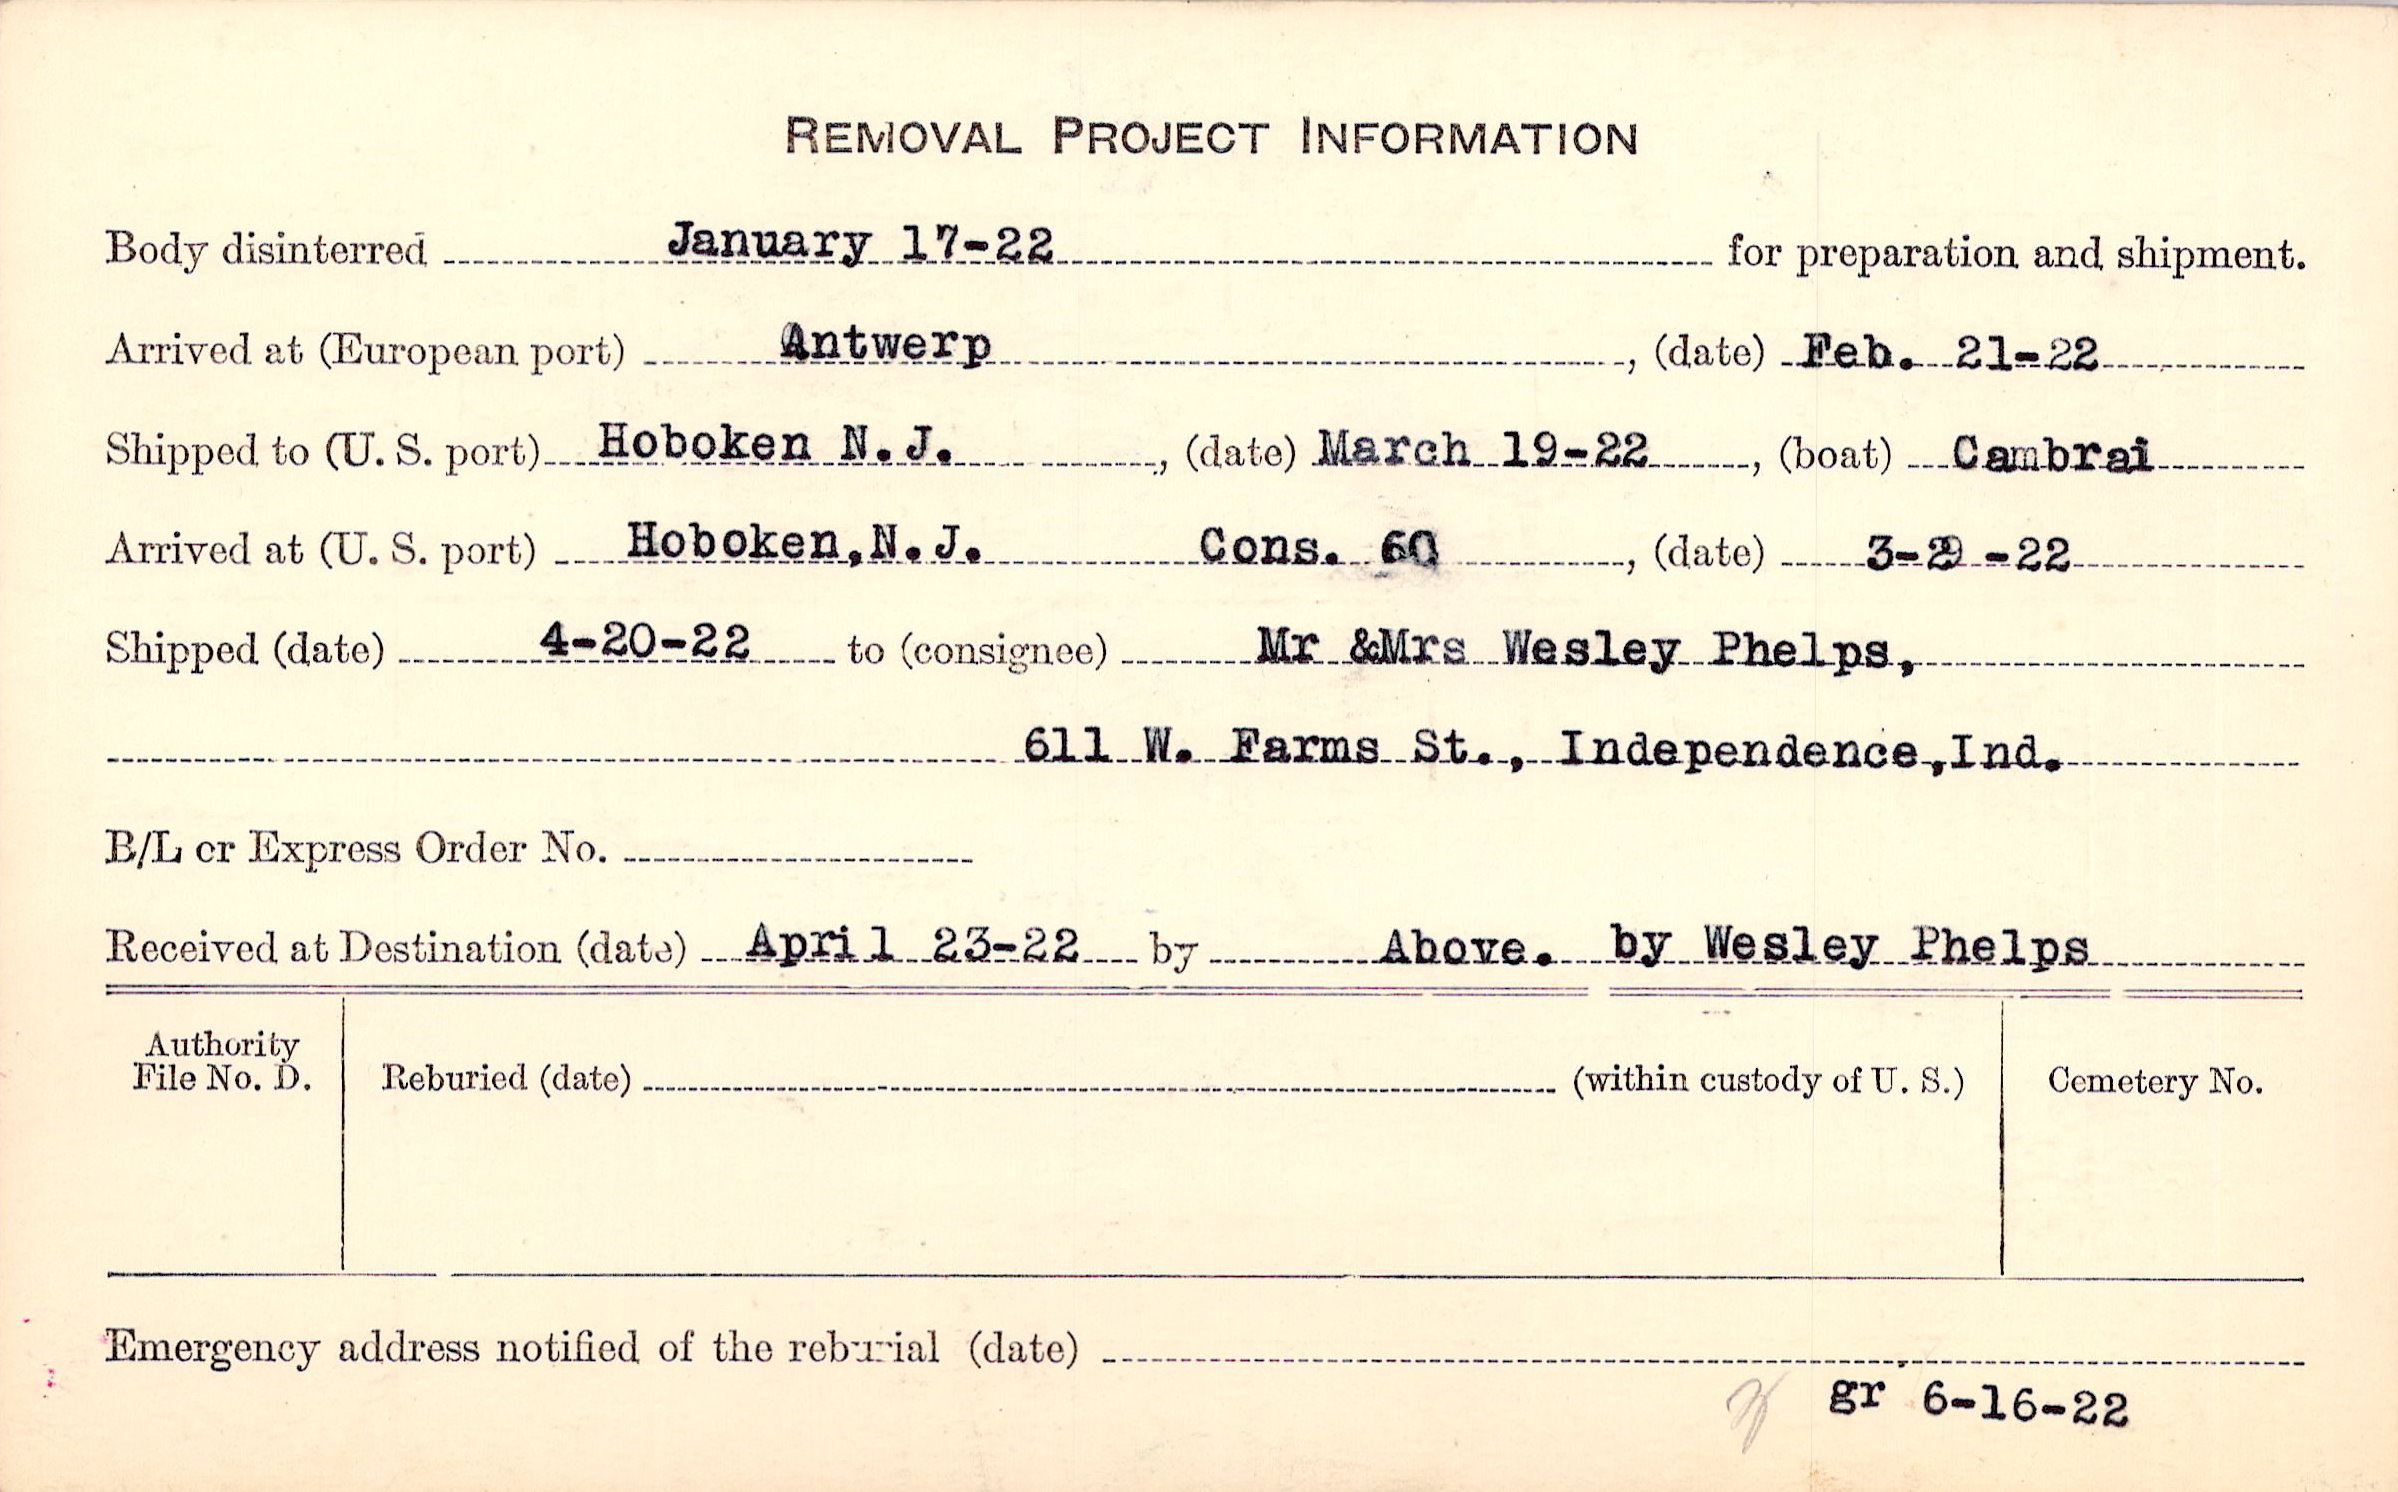 REMOVAL PROJECT INFORMATION
Body disinterred January 17-22 for preparation and shipment.
Arrived at (European port) Antwerp, (date) Feb. 21-22
Shipped to (U. S. port) Hoboken N.J., (date) March 19-22, (boat) Cambrai
Arrived at (U. S. port) Hoboken,N.J. Cons. 60, (date) 3-29 -22
Shipped (date) 4-20-22 to (consignee) Mr &Mrs Wesley Phelps,
611 W. Farms St., Independence,Ind.
B/L or Express Order No.
Received at Destination (date) April 23-22 by Above. by Wesley Phelps
Authority
File No. D.
Reburied (date) (within custody of U. S.)
Cemetery No.
Emergency address notified of the reburial (date)
gr 6-16-22